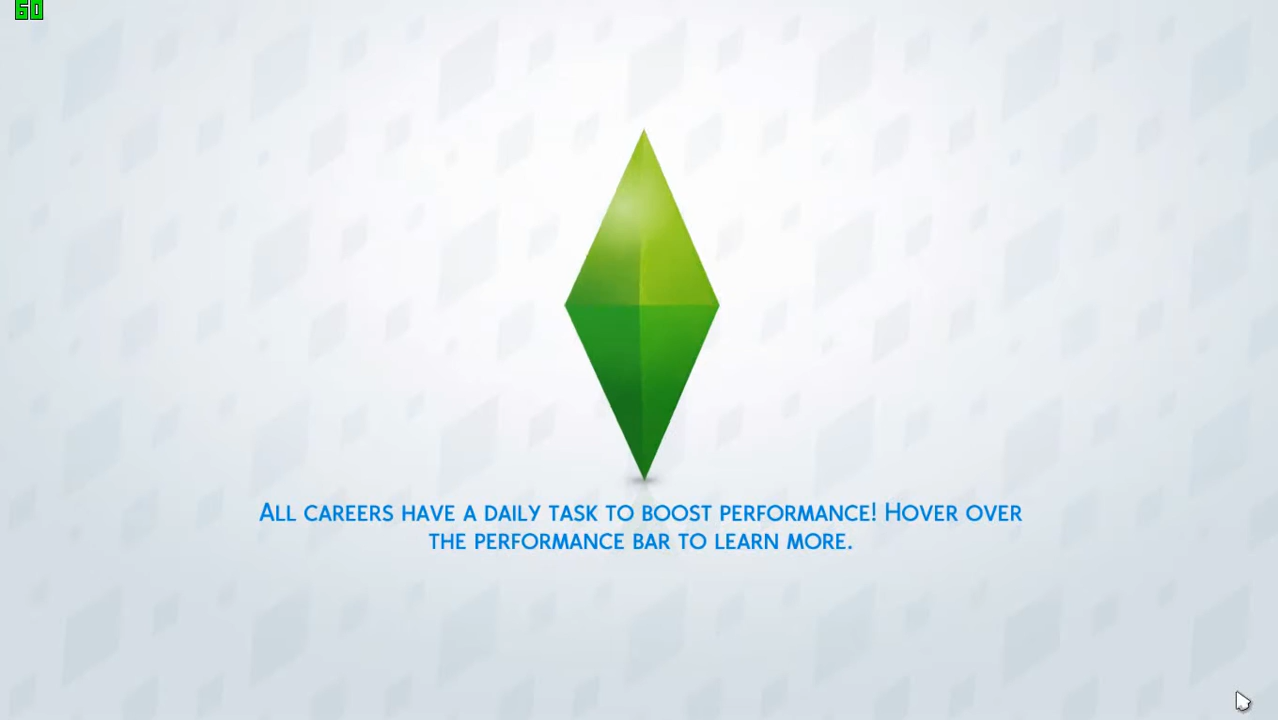 60
All careers have a daily task to boost performance! Hover over
the performance bar to learn more.